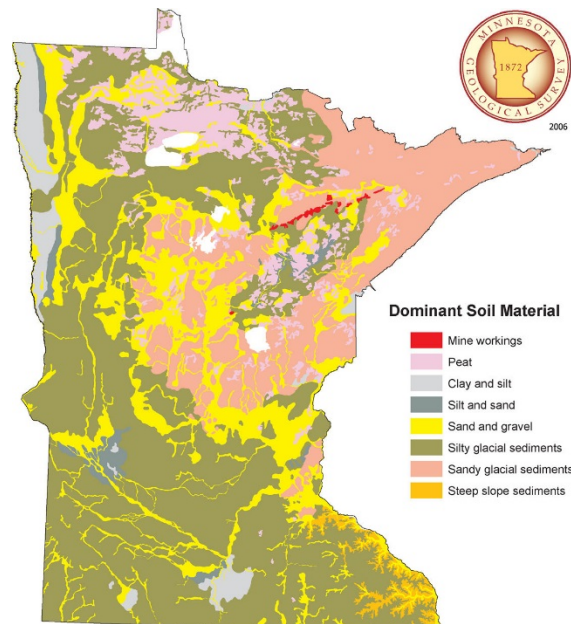 MINNESOTA
1872
GEOLOGICAL SURVEY
2006
Dominant Soil Material
Mine workings
Peat
Clay and silt
Silt and sand
Sand and gravel
Silty glacial sediments
Sandy glacial sediments
Steep slope sediments